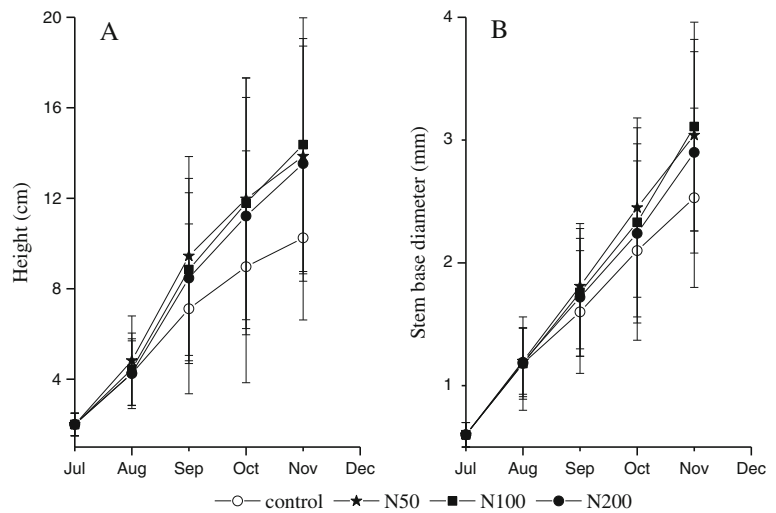 A
Height (cm)
20
16
12
8
4
Jul Aug Sep Oct Nov Dec
B
Stem base diameter (mm)
4
3
2
1
Jul Aug Sep Oct Nov Dec
control N50 N100 N200